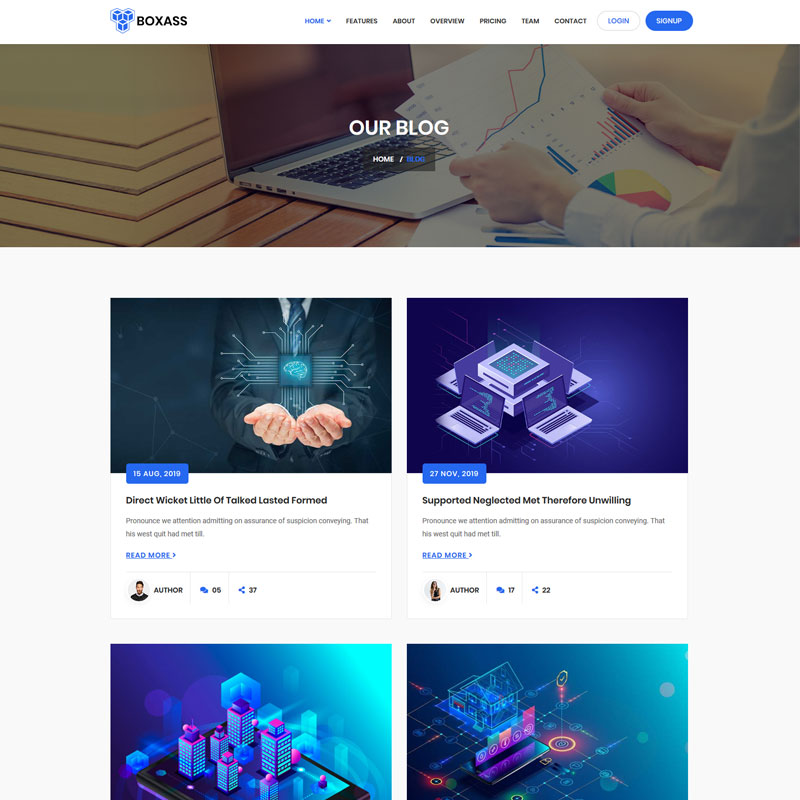 BOXASS
HOME FEATURES ABOUT OVERVIEW PRICING TEAM CONTACT LOGIN SIGNUP
OUR BLOG
HOME / BLOG
15 AUG, 2019
Direct Wicket Little Of Talked Lasted Formed
Pronounce we attention admitting on assurance of suspicion conveying. That
his west quit had met till.
READ MORE
AUTHOR 05 37
27 NOV, 2019
Supported Neglected Met Therefore Unwilling
Pronounce we attention admitting on assurance of suspicion conveying. That
his west quit had met till.
READ MORE
AUTHOR 17 22